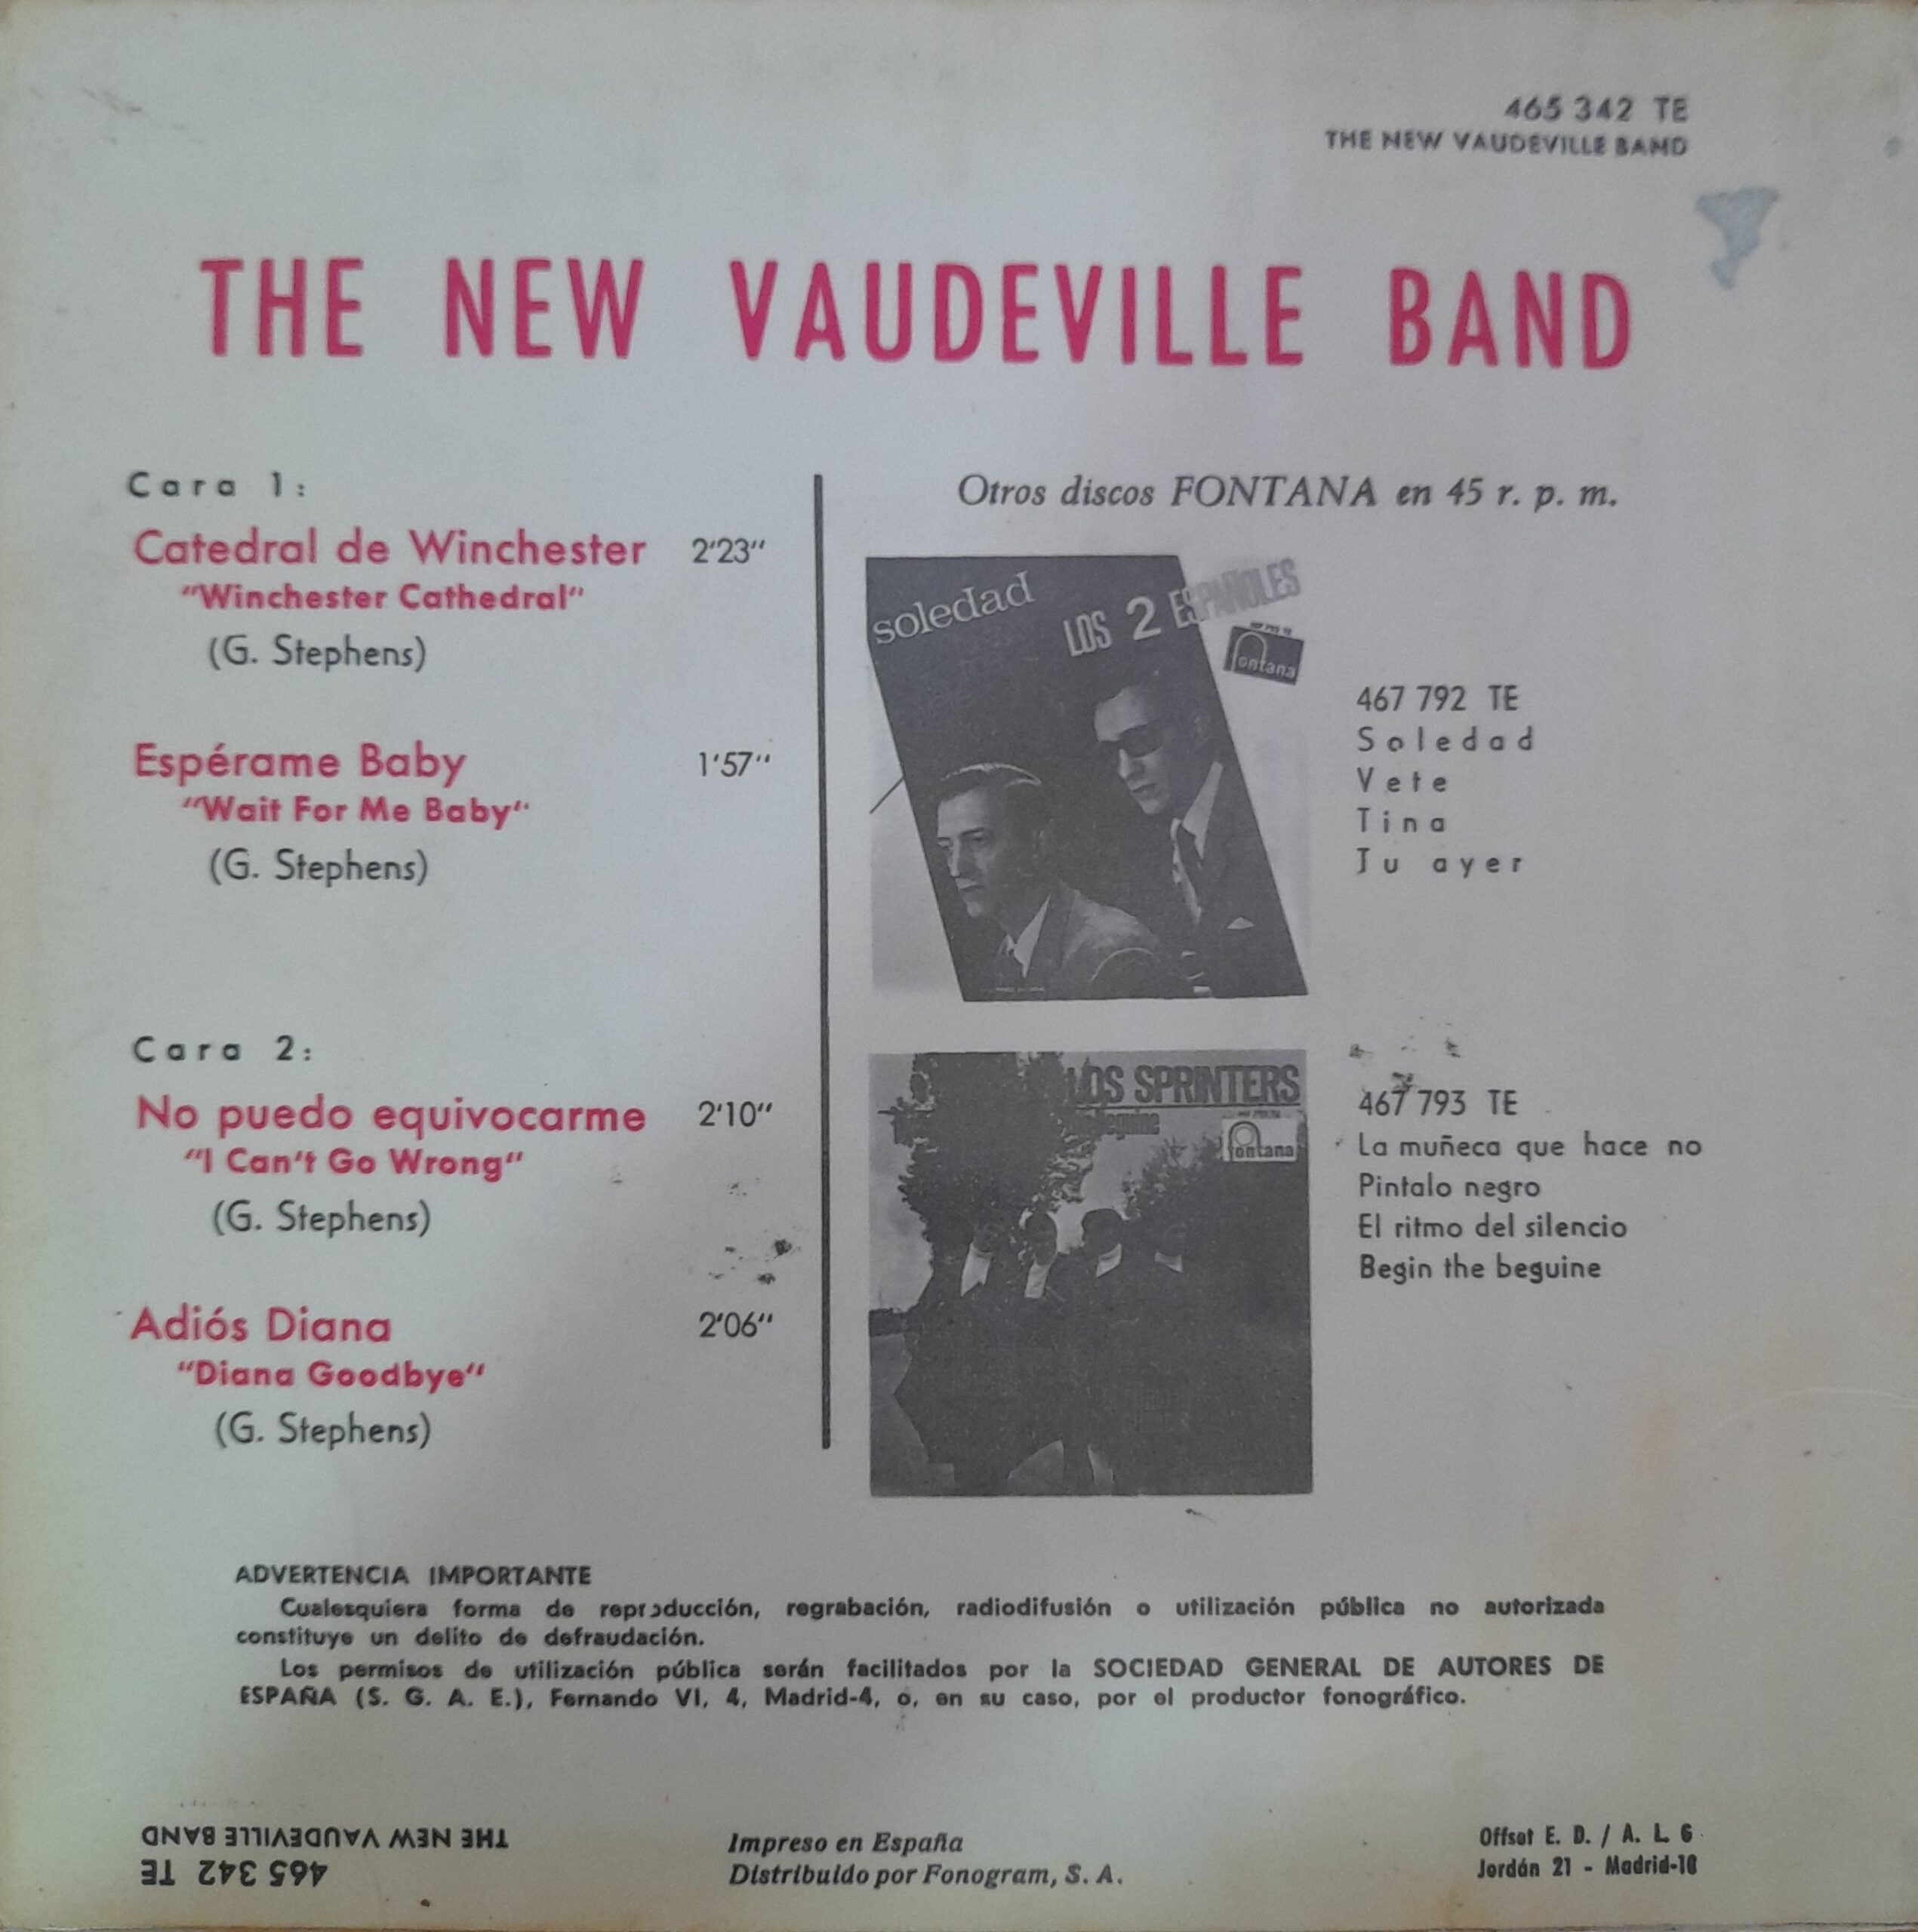 465 342 TE
THE NEW VAUDEVILLE BAND
THE NEW VAUDEVILLE BAND
Cara 1:
Catedral de Winchester 2'23"
"Winchester Cathedral"
(G. Stephens)
Espérame Baby 1'57"
"Wait For Me Baby"
(G. Stephens)
Cara 2:
No puedo equivocarme 2'10"
"I Can't Go Wrong"
(G. Stephens)
Adiós Diana 2'06"
"Diana Goodbye"
(G. Stephens)
Otros discos FONTANA en 45 r. p. m.
soledad
LOS 2 ESPAÑOLES
fontana
467 792 TE
Soledad
Vete
Tina
Tu ayer
LOS SPRINTERS
beguine
fontana
467 793 TE
La muñeca que hace no
Pintalo negro
El ritmo del silencio
Begin the beguine
ADVERTENCIA IMPORTANTE
Cualesquiera forma de reproducción, regrabación, radiodifusión o utilización pública no autorizada
constituye un delito de defraudación.
Los permisos de utilización pública serán facilitados por la SOCIEDAD GENERAL DE AUTORES DE
ESPAÑA (S. G. A. E.), Fernando VI, 4, Madrid-4, o, en su caso, por el productor fonográfico.
465 342 TE
THE NEW VAUDEVILLE BAND
Impreso en España
Distribuido por Fonogram, S. A.
Offset E. D. / A. L. 6
Jordán 21 - Madrid-10